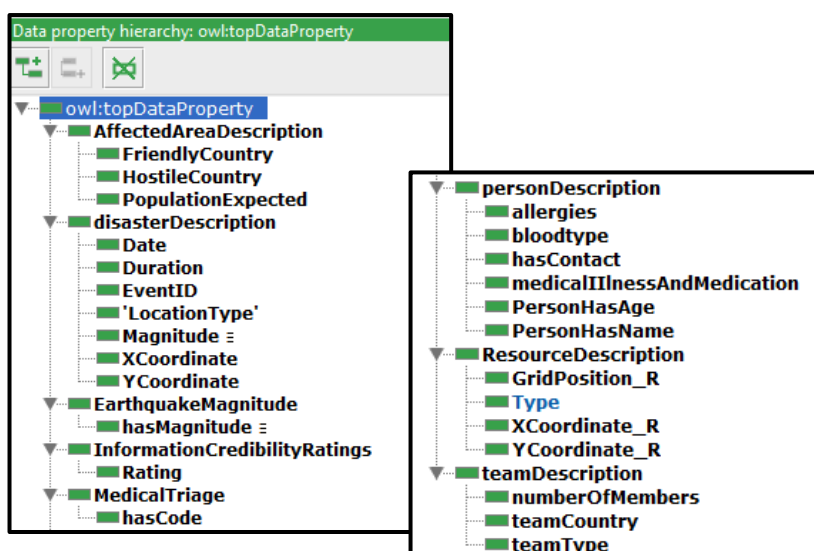 Data property hierarchy: owl:topDataProperty
owl:topDataProperty
AffectedAreaDescription
FriendlyCountry
HostileCountry
PopulationExpected
disasterDescription
Date
Duration
EventID
'LocationType'
Magnitude
XCoordinate
YCoordinate
EarthquakeMagnitude
hasMagnitude
InformationCredibilityRatings
Rating
MedicalTriage
hasCode
personDescription
allergies
bloodtype
hasContact
medicalIIlnessAndMedication
PersonHasAge
PersonHasName
ResourceDescription
GridPosition_R
Type
XCoordinate_R
YCoordinate_R
teamDescription
numberOfMembers
teamCountry
teamType